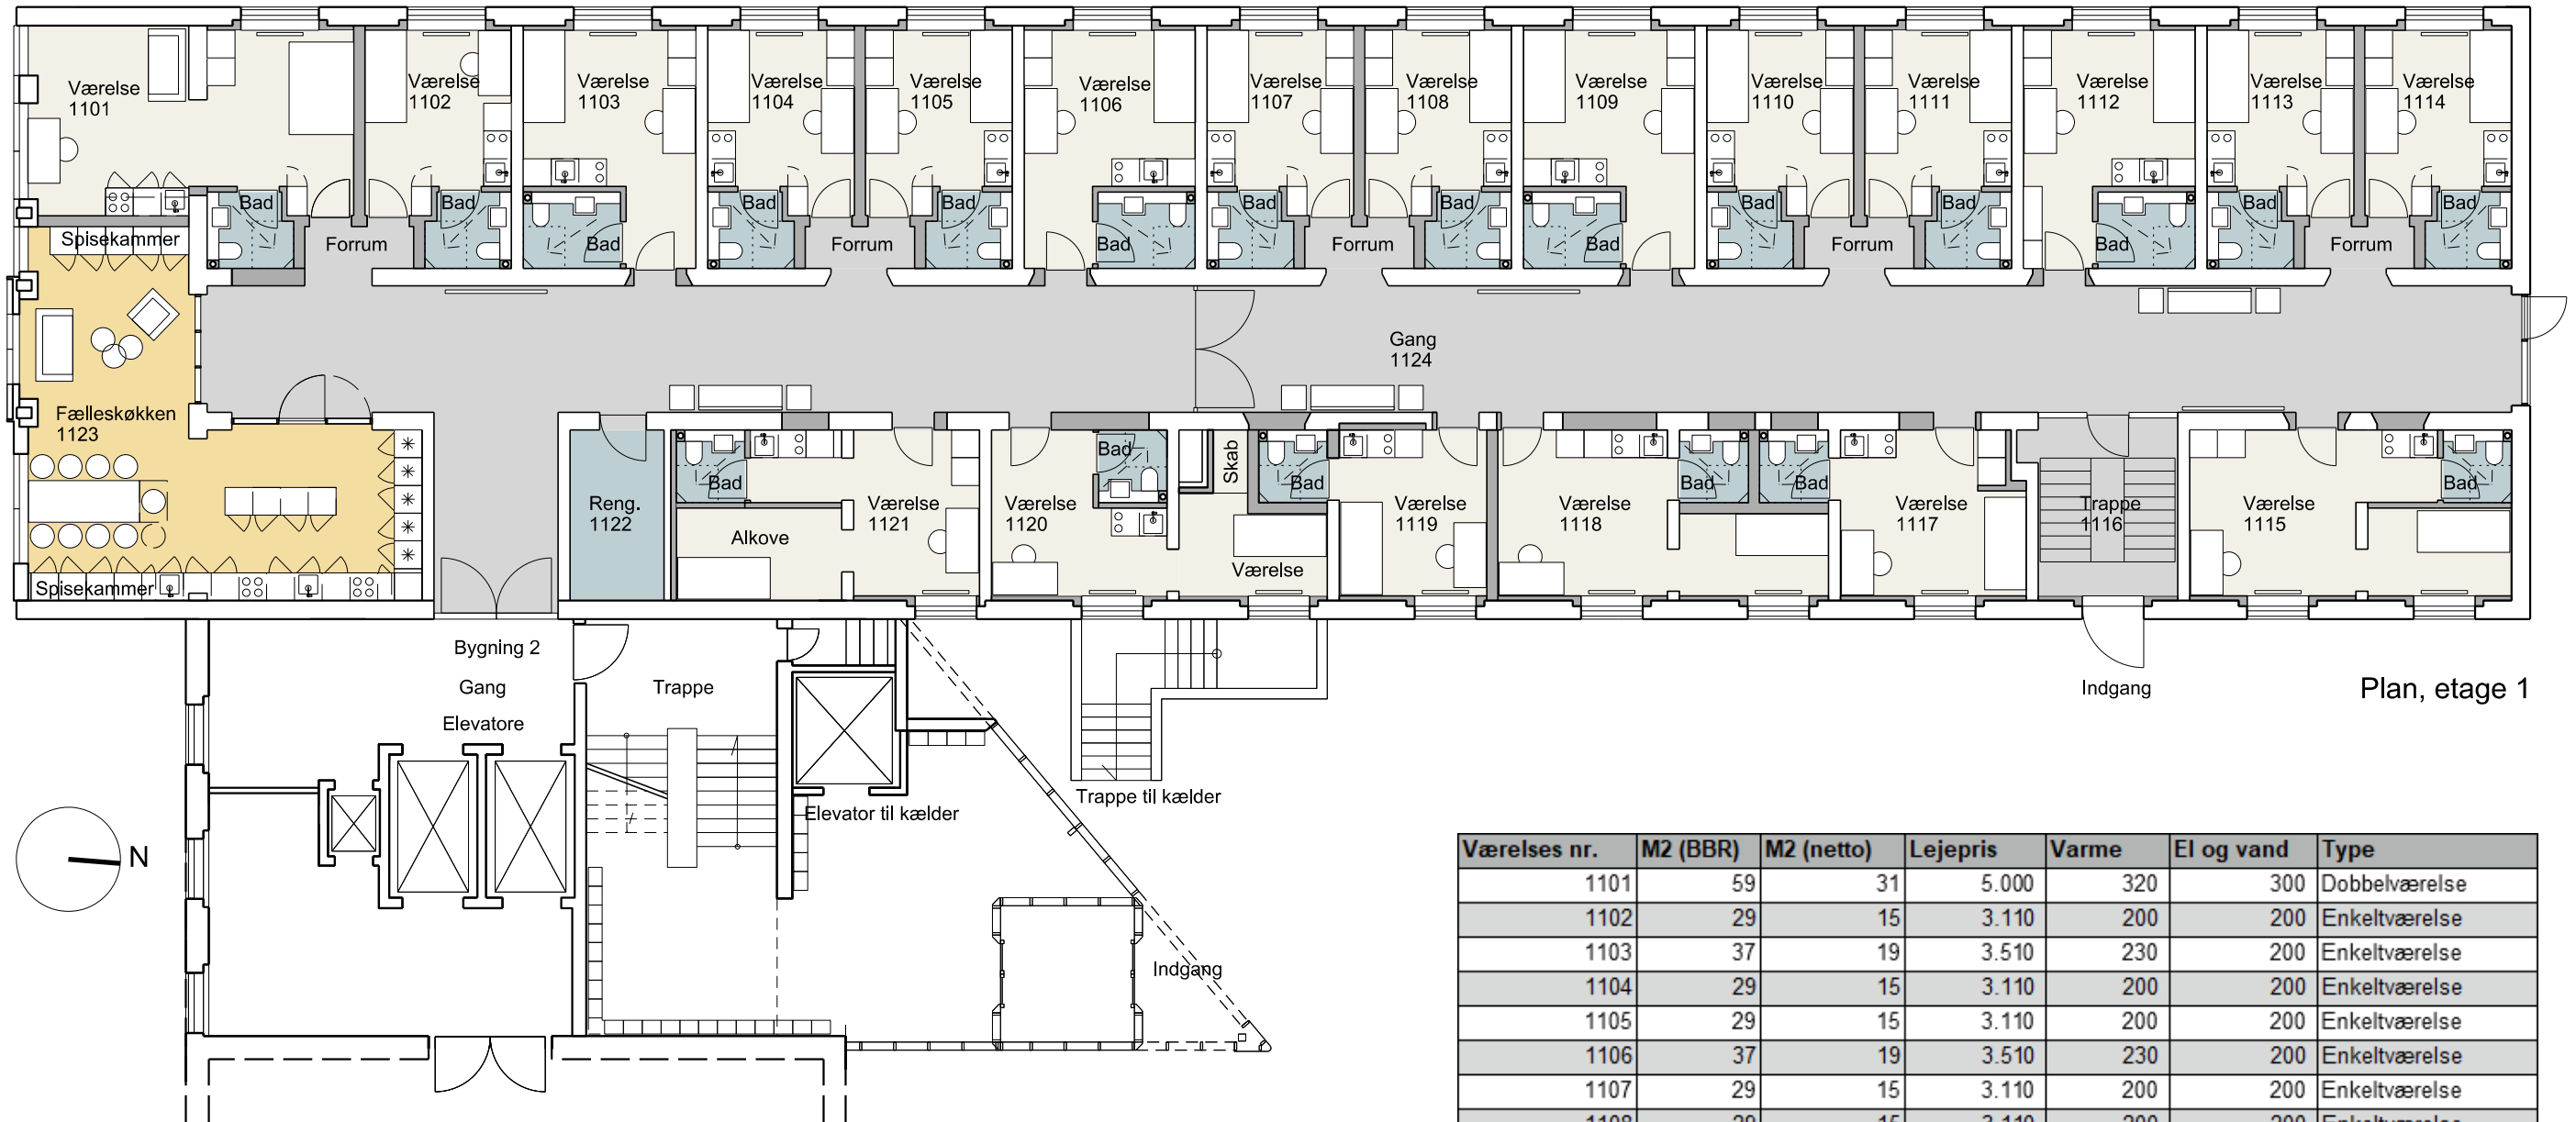 Værelse
1101
Værelse
1102
Værelse
1103
Værelse
1104
Værelse
1105
Værelse
1106
Værelse
1107
Værelse
1108
Værelse
1109
Værelse
1110
Værelse
1111
Værelse
1112
Værelse
1113
Værelse
1114
Bad
Bad
Bad
Bad
Bad
Bad
Bad
Bad
Bad
Bad
Bad
Bad
Bad
Bad
Spisekammer
Forrum
Forrum
Forrum
Forrum
Forrum
Gang
1124
Fælleskøkken
1123
Spisekammer
Reng.
1122
Bad
Alkove
Værelse
1121
Værelse
1120
Bad
Skab
Værelse
Bad
Værelse
1119
Værelse
1118
Bad
Bad
Værelse
1117
Trappe
1116
Værelse
1115
Bad
Bygning 2
Gang
Elevatore
Trappe
Elevator til kælder
Trappe til kælder
Indgang
Indgang
Plan, etage 1
N
Værelses nr. M2 (BBR) M2 (netto) Lejepris Varme El og vand Type
1101 59 31 5.000 320 300 Dobbelværelse
1102 29 15 3.110 200 200 Enkeltværelse
1103 37 19 3.510 230 200 Enkeltværelse
1104 29 15 3.110 200 200 Enkeltværelse
1105 29 15 3.110 200 200 Enkeltværelse
1106 37 19 3.510 230 200 Enkeltværelse
1107 29 15 3.110 200 200 Enkeltværelse